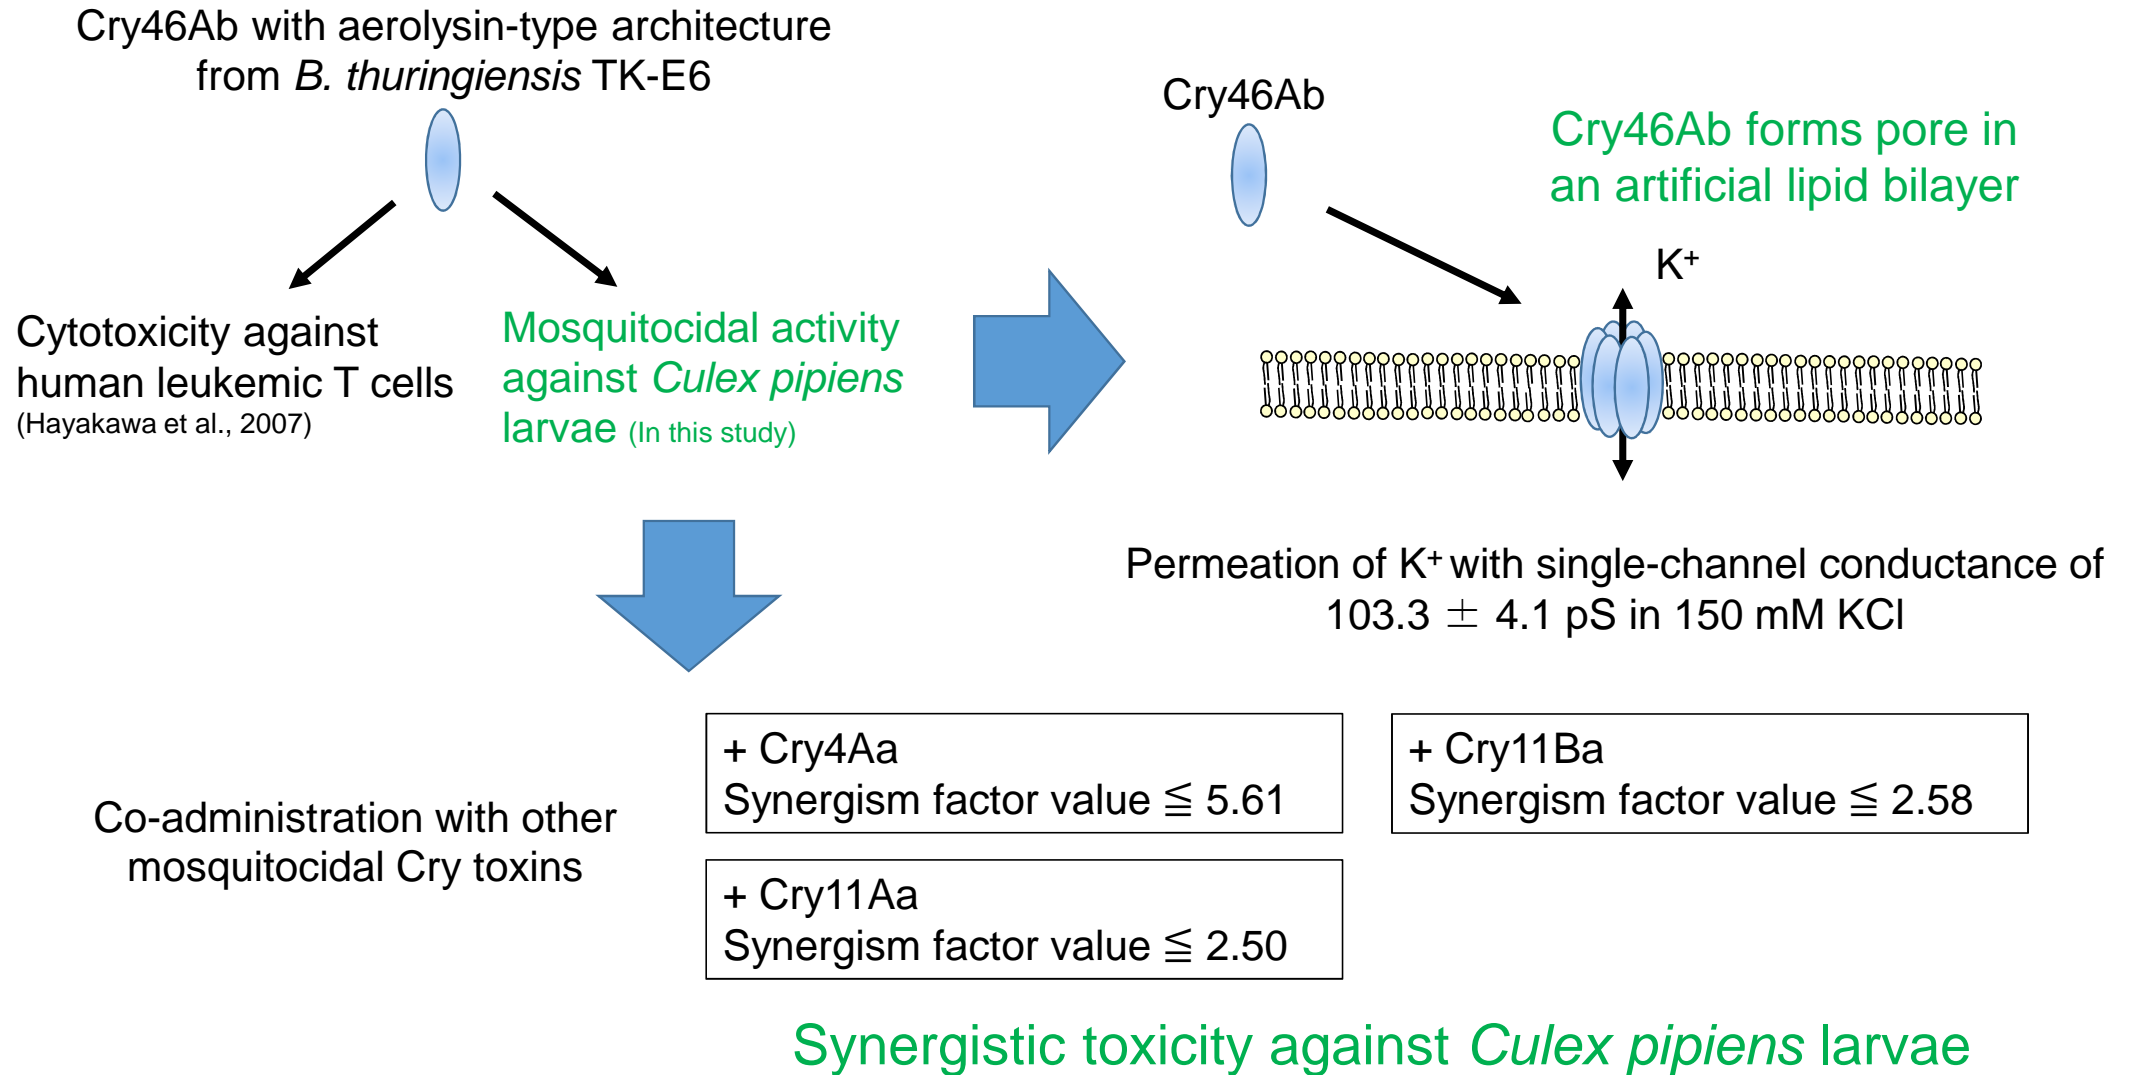 Cry46Ab with aerolysin-type architecture
from B. thuringiensis TK-E6
Cytotoxicity against
human leukemic T cells
(Hayakawa et al., 2007)
Mosquitocidal activity
against Culex pipiens
larvae (In this study)
Cry46Ab
Cry46Ab forms pore in
an artificial lipid bilayer
K⁺
Permeation of K⁺ with single-channel conductance of
103.3 ± 4.1 pS in 150 mM KCl
Co-administration with other
mosquitocidal Cry toxins
+ Cry4Aa
Synergism factor value ≦ 5.61
+ Cry11Ba
Synergism factor value ≦ 2.58
+ Cry11Aa
Synergism factor value ≦ 2.50
Synergistic toxicity against Culex pipiens larvae